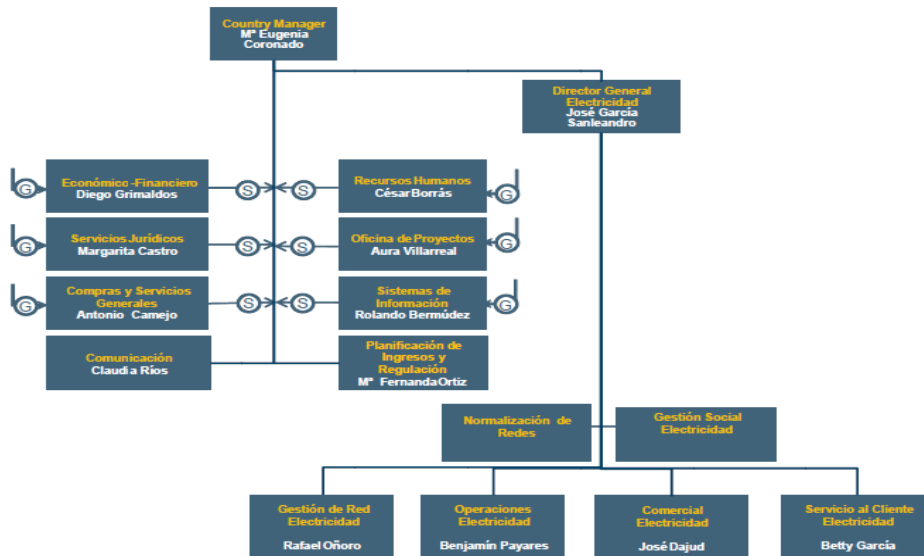 Country Manager
Mª Eugenia
Coronado
Director General
Electricidad
José García
Sanleandro
G
Económico -Financiero
Diego Grimaldos
S
S
Recursos Humanos
César Borrás
G
G
Servicios Jurídicos
Margarita Castro
S
S
Oficina de Proyectos
Aura Villarreal
G
G
Compras y Servicios
Generales
Antonio Camejo
S
S
Sistemas de
Información
Rolando Bermúdez
G
Comunicación
Claudia Ríos
Planificación de
Ingresos y
Regulación
Mª Fernanda Ortiz
Normalización de
Redes
Gestión Social
Electricidad
Gestión de Red
Electricidad
Rafael Oñoro
Operaciones
Electricidad
Benjamín Payares
Comercial
Electricidad
José Dajud
Servicio al Cliente
Electricidad
Betty García